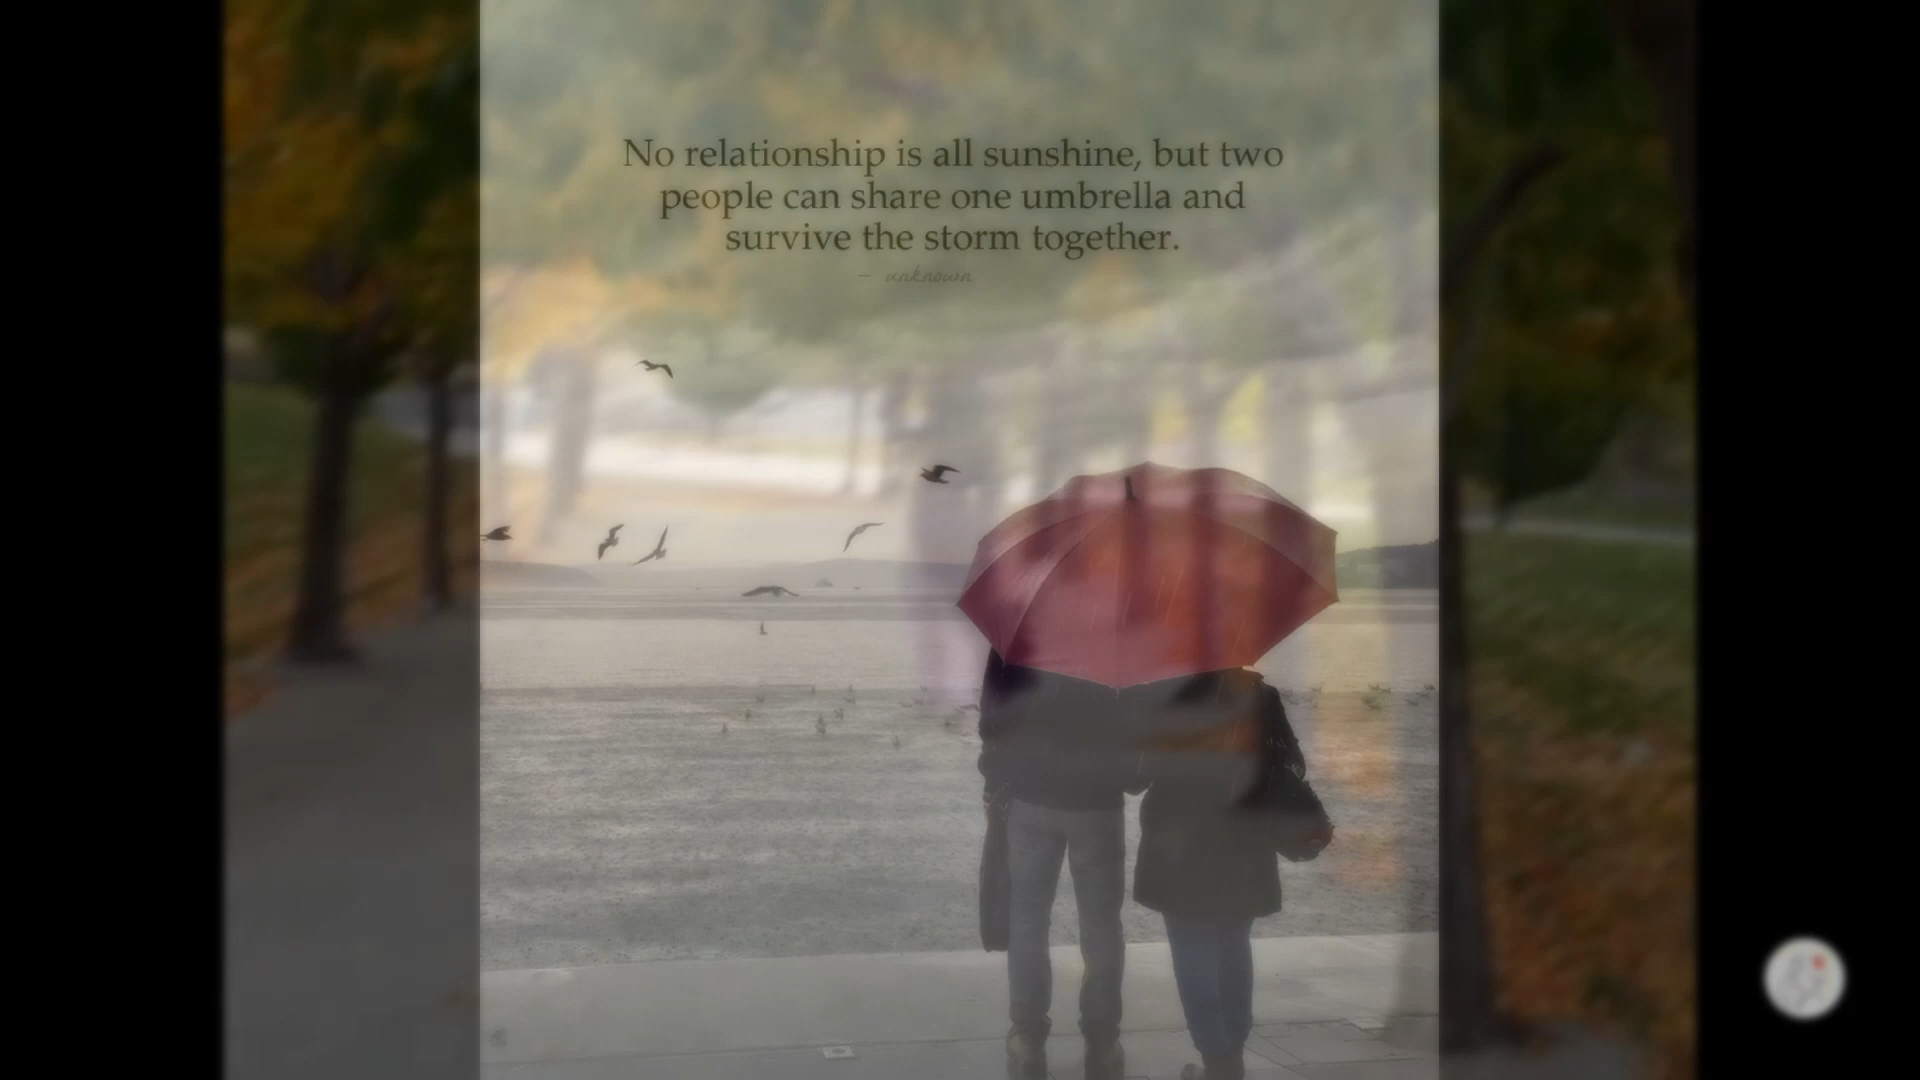 No relationship is all sunshine, but two
people can share one umbrella and
survive the storm together.
– unknown